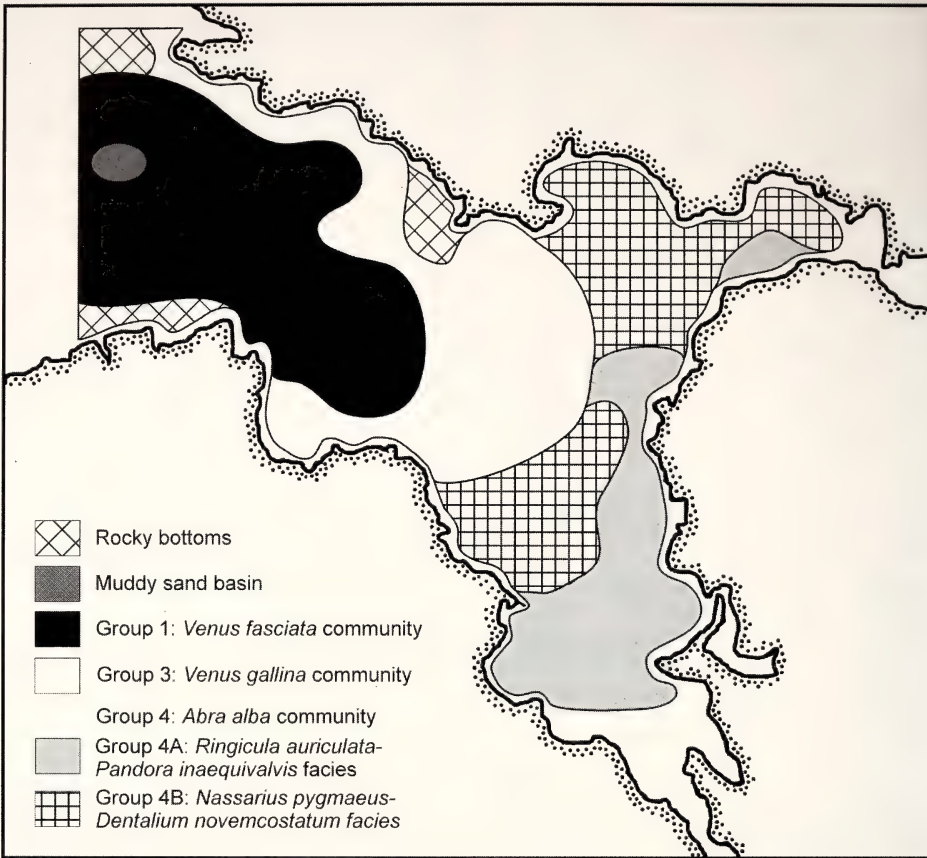 Rocky bottoms
Muddy sand basin
Group 1: Venus fasciata community
Group 3: Venus gallina community
Group 4: Abra alba community
Group 4A: Ringicula auriculata-
Pandora inaequivalvis facies
Group 4B: Nassarius pygmaeus-
Dentalium novemcostatum facies